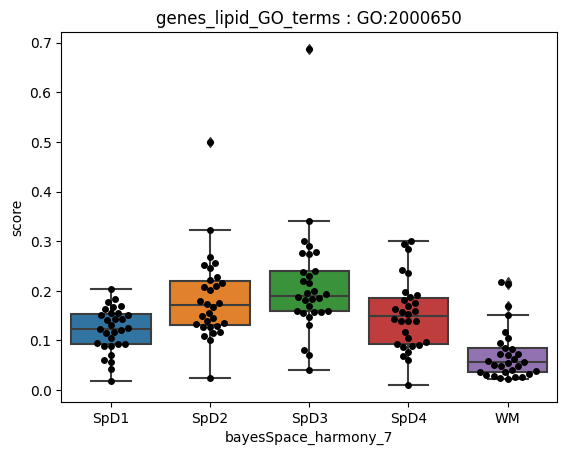 genes_lipid_GO_terms : GO:2000650
score
0.7
0.6
0.5
0.4
0.3
0.2
0.1
0.0
SpD1 SpD2 SpD3 SpD4 WM
bayesSpace_harmony_7